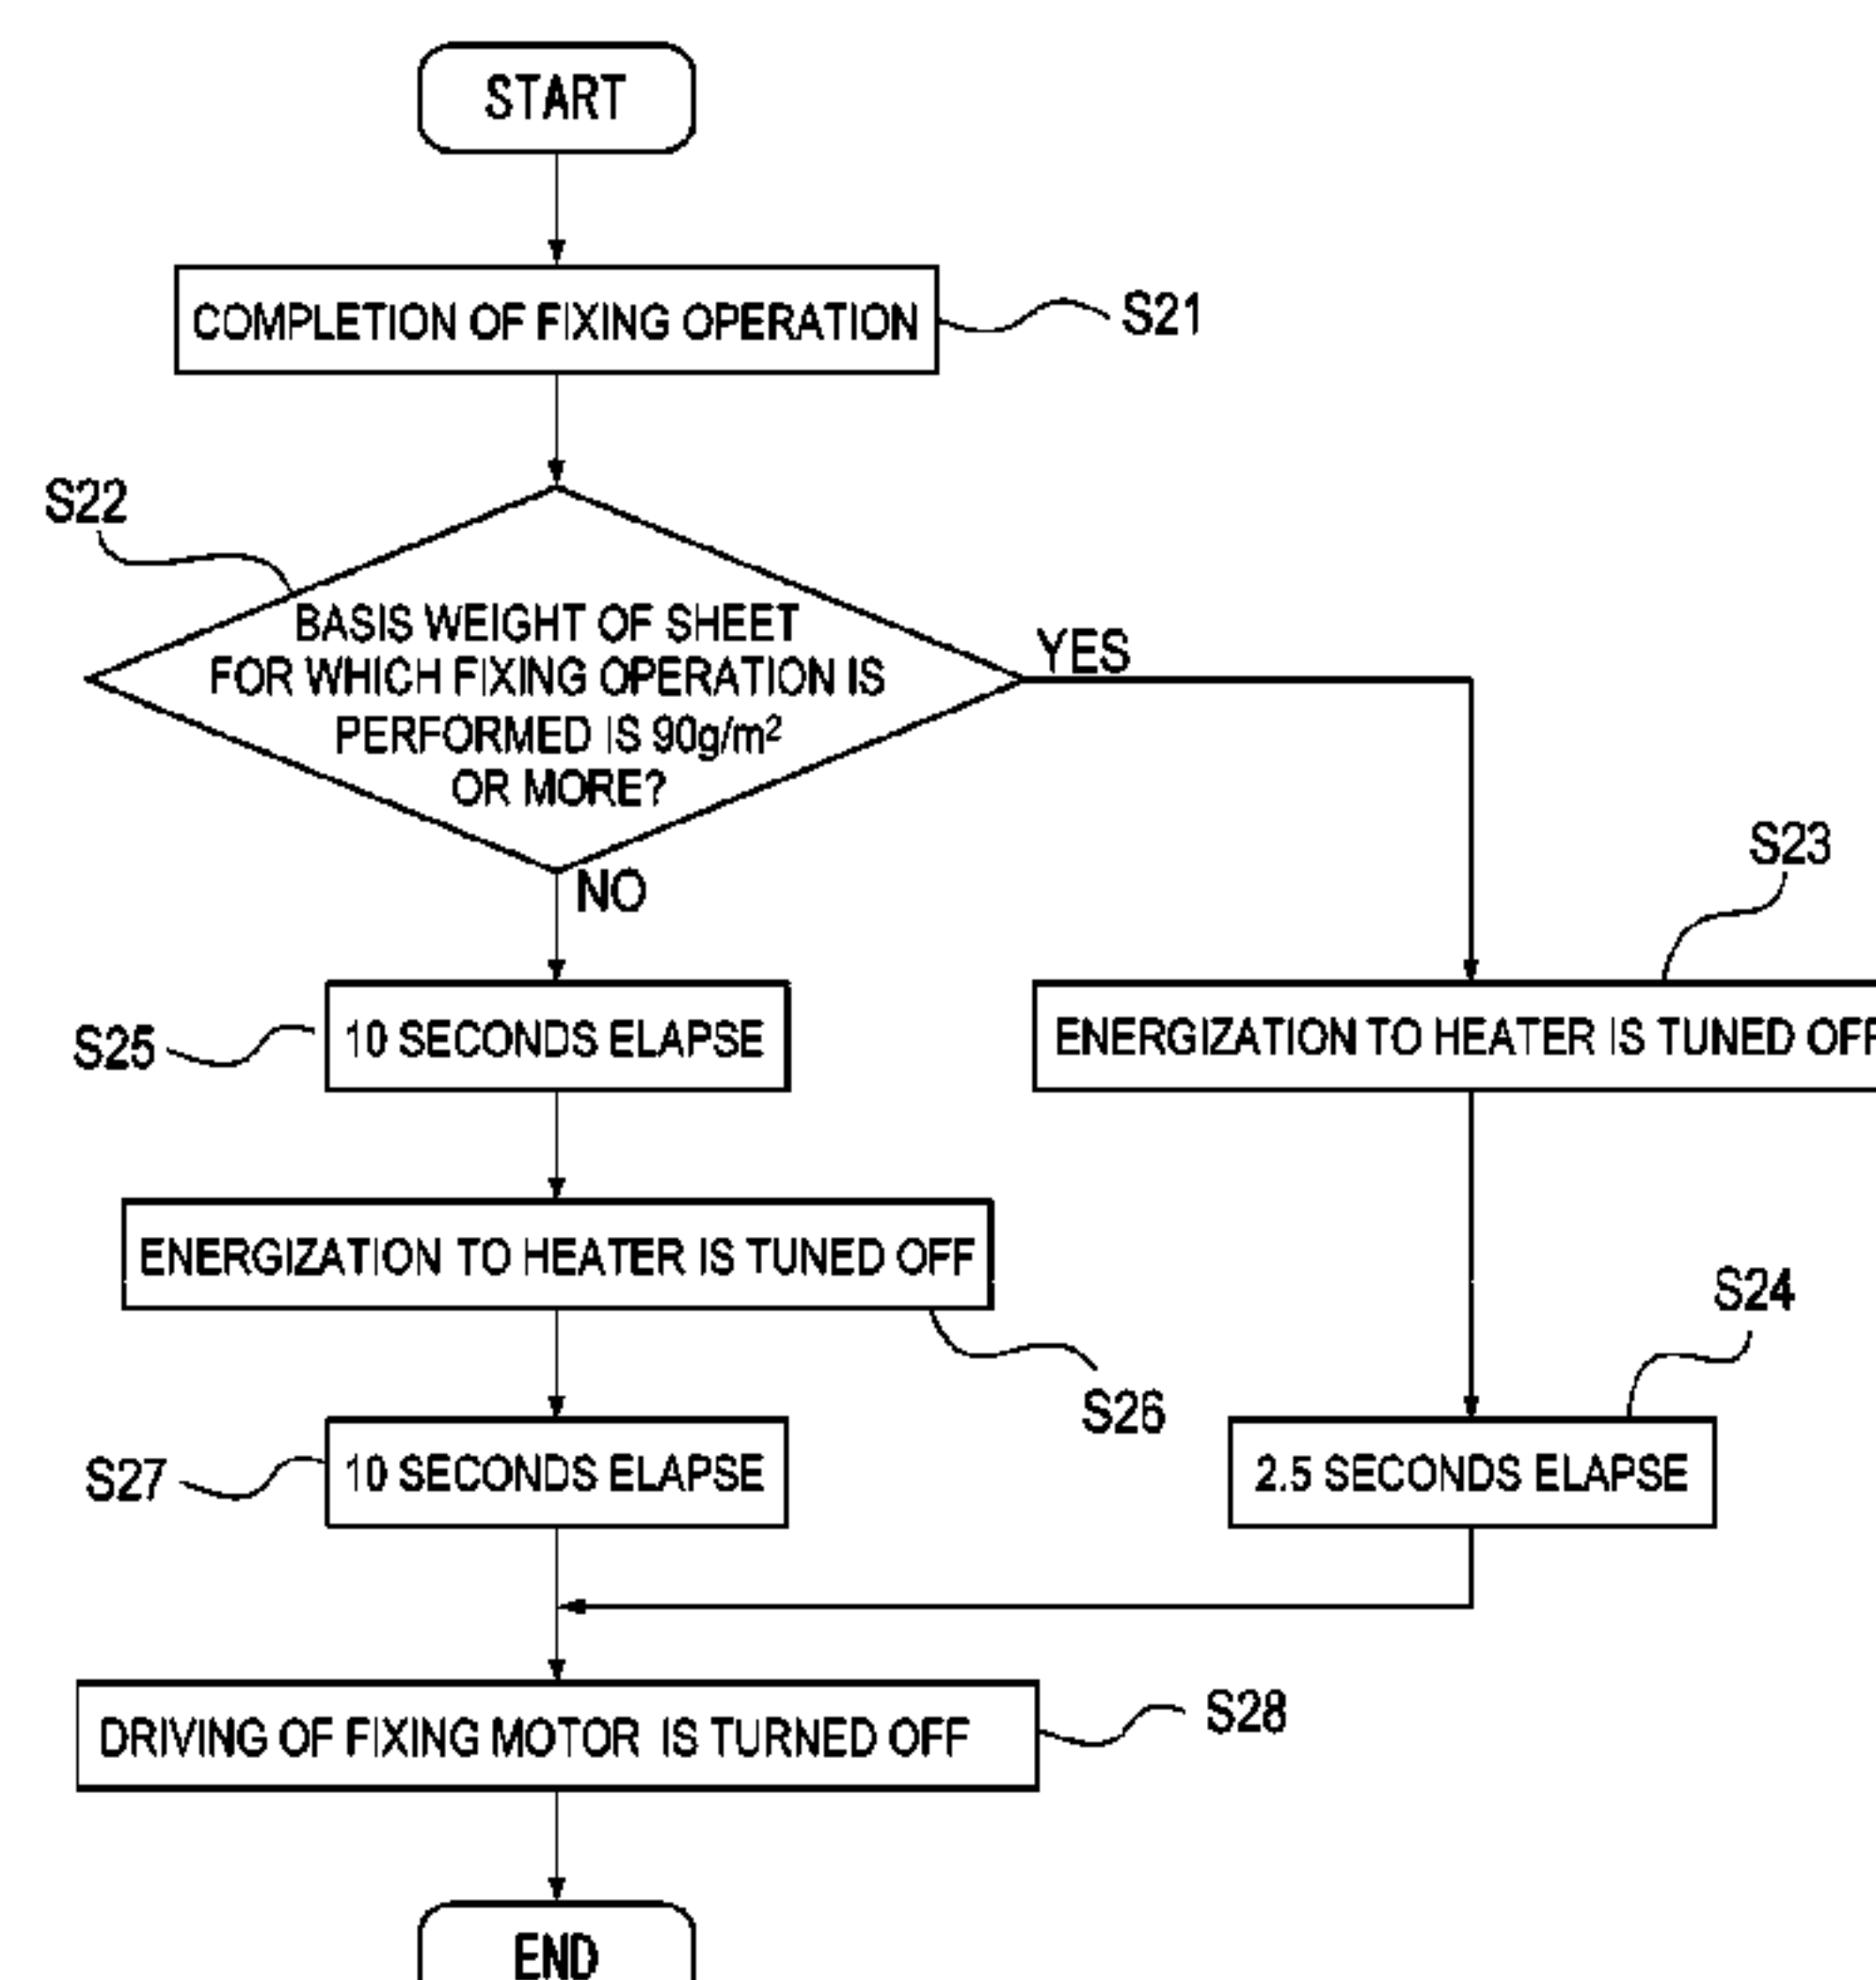 START
COMPLETION OF FIXING OPERATION
S21
S22
BASIS WEIGHT OF SHEET
FOR WHICH FIXING OPERATION IS
PERFORMED IS 90g/m²
OR MORE?
YES
NO
S23
S25
10 SECONDS ELAPSE
ENERGIZATION TO HEATER IS TUNED OFF
ENERGIZATION TO HEATER IS TUNED OFF
S26
S24
S27
10 SECONDS ELAPSE
2.5 SECONDS ELAPSE
DRIVING OF FIXING MOTOR IS TURNED OFF
S28
END